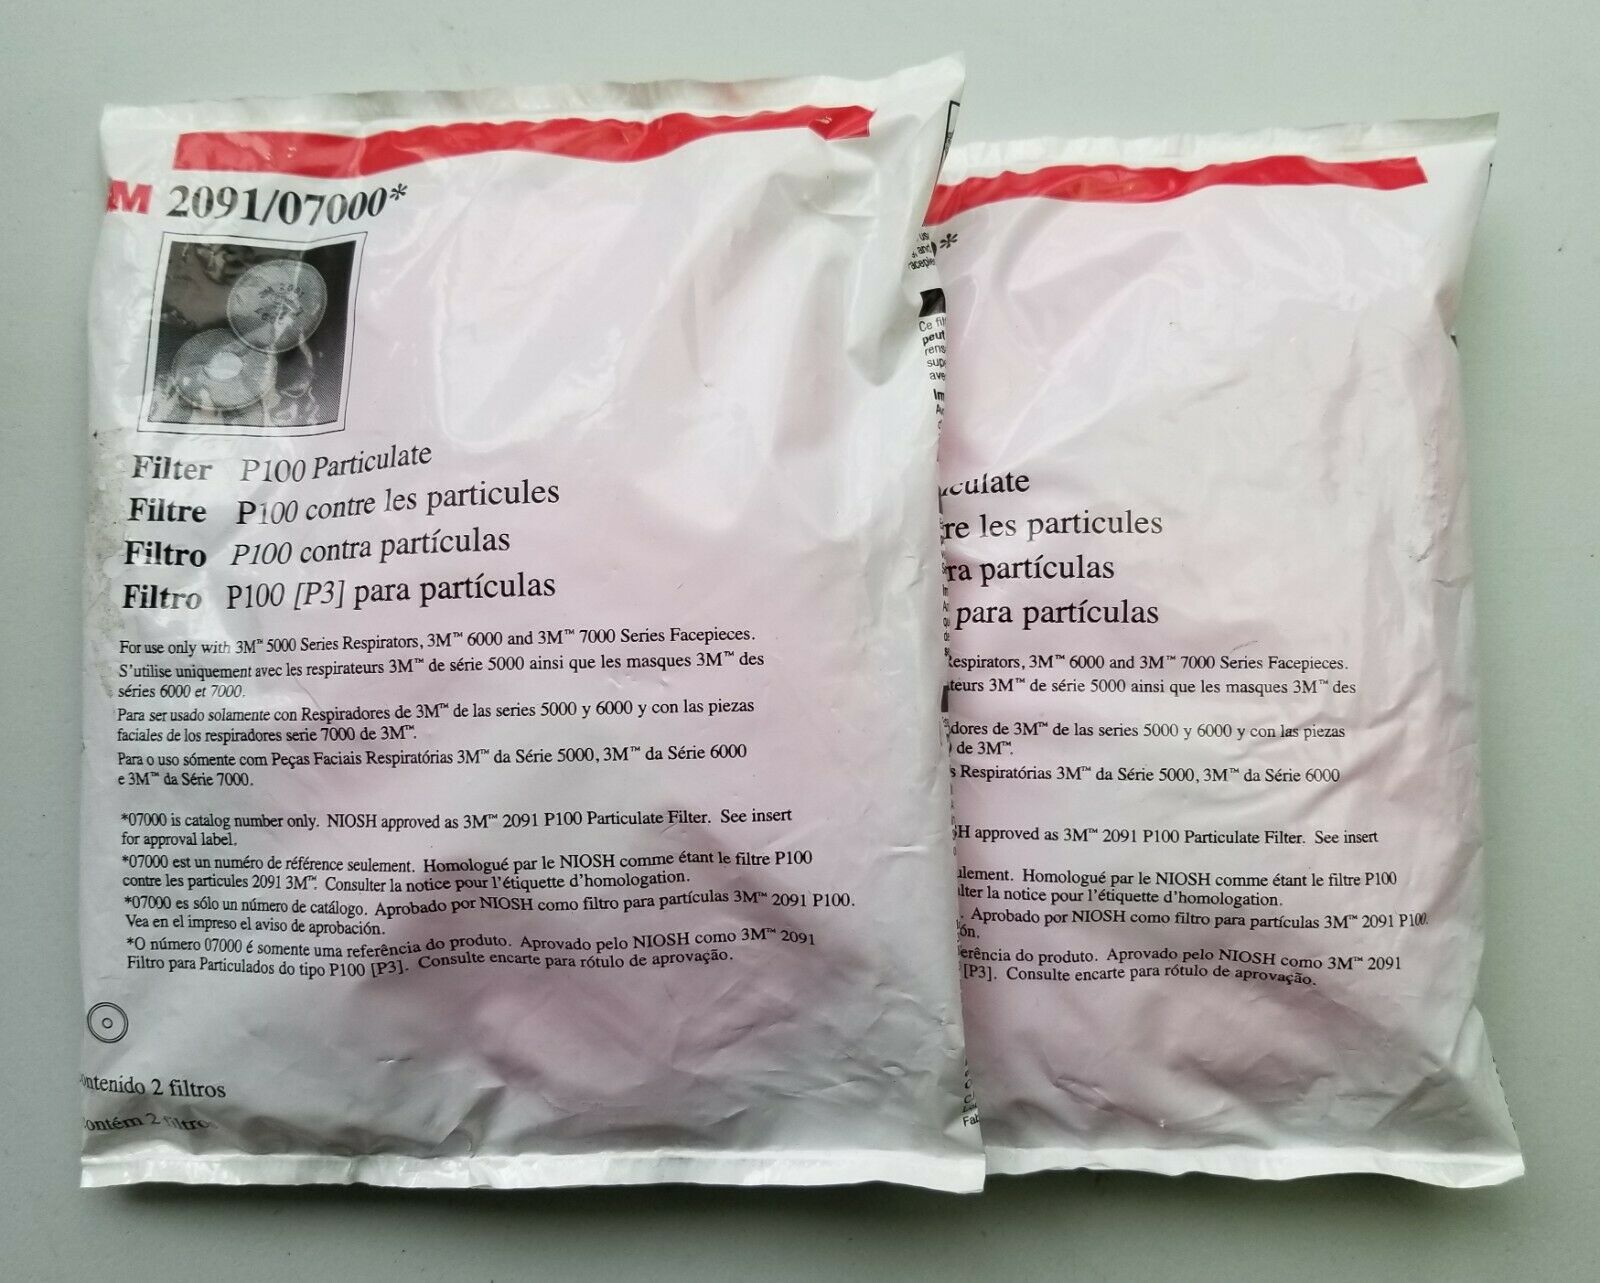 M 2091/07000*
Filter P100 Particulate
Filtre P100 contre les particules
Filtro P100 contra partículas
Filtro P100 [P3] para partículas
For use only with 3M™ 5000 Series Respirators, 3M™ 6000 and 3M™ 7000 Series Facepieces.
S'utilise uniquement avec les respirateurs 3M™ de série 5000 ainsi que les masques 3M™ des
séries 6000 et 7000.
Para ser usado solamente con Respiradores de 3M™ de las series 5000 y 6000 y con las piezas
faciales de los respiradores serie 7000 de 3M™.
Para o uso sómente com Peças Faciais Respiratórias 3M™ da Série 5000, 3M™ da Série 6000
e 3M™ da Série 7000.
*07000 is catalog number only. NIOSH approved as 3M™ 2091 P100 Particulate Filter. See insert
for approval label.
*07000 est un numéro de référence seulement. Homologué par le NIOSH comme étant le filtre P100
contre les particules 2091 3M™. Consulter la notice pour l'étiquette d'homologation.
*07000 es sólo un número de catálogo. Aprobado por NIOSH como filtro para partículas 3M™ 2091 P100.
Vea en el impreso el aviso de aprobación.
*O número 07000 é somente uma referência do produto. Aprovado pelo NIOSH como 3M™ 2091
Filtro para Particulados do tipo P100 [P3]. Consulte encarte para rótulo de aprovação.
ontenido 2 filtros
ontém 2 filtro
Ce fil
peut
rens
sup
ave
Im
*
culate
re les particules
ra partículas
para partículas
Respirators, 3M™ 6000 and 3M™ 7000 Series Facepieces.
teurs 3M™ de série 5000 ainsi que les masques 3M™ des
dores de 3M™ de las series 5000 y 6000 y con las piezas
de 3M™.
s Respiratórias 3M™ da Série 5000, 3M™ da Série 6000
H approved as 3M™ 2091 P100 Particulate Filter. See insert
ulement. Homologué par le NIOSH comme étant le filtre P100
lter la notice pour l'étiquette d'homologation.
. Aprobado por NIOSH como filtro para partículas 3M™ 2091 P100.
ón.
erência do produto. Aprovado pelo NIOSH como 3M™ 2091
[P3]. Consulte encarte para rótulo de aprovação.
Fab